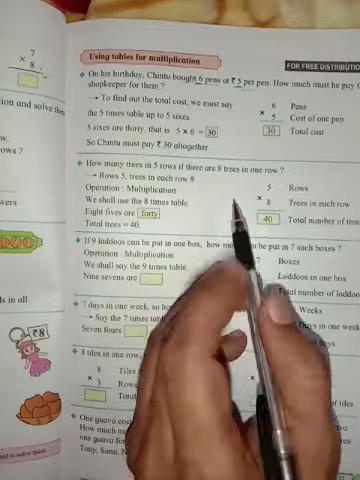 7
× 8
ion and solve then
w.
ows ?
ls in all
₹8
and to solve them.
Using tables for multiplication
FOR FREE DISTRIBUTION
On his birthday, Chintu bought 6 pens at ₹ 5 per pen. How much must he pay t
shopkeeper for them ?
→ To find out the total cost, we must say
the 5 times table up to 5 sixes.
5 sixes are thirty, that is 5 × 6 = 30
So Chintu must pay ₹ 30 altogether.
6 Pens
× 5 Cost of one pen
30 Total cost
How many trees in 5 rows if there are 8 trees in one row ?
→ Rows 5, trees in each row 8
Operation : Multiplication
We shall use the 8 times table.
Eight fives are forty
Total trees = 40.
5 Rows
× 8 Trees in each row
40 Total number of tree
If 9 laddoos can be put in one box, how man be put in 7 such boxes ?
Operation : Multiplication
We shall say the 9 times table.
Nine sevens are
7 Boxes
Laddoos in one box
Total number of laddoo
7 days in one week, so ho
→ Say the 7 times table.
Seven fours
Weeks
Days in one week
days
8 tiles in one row,
8
× 3 Rows
Total
of tiles
One guava cost
How much m
one guava for
Tony, Sonu, N